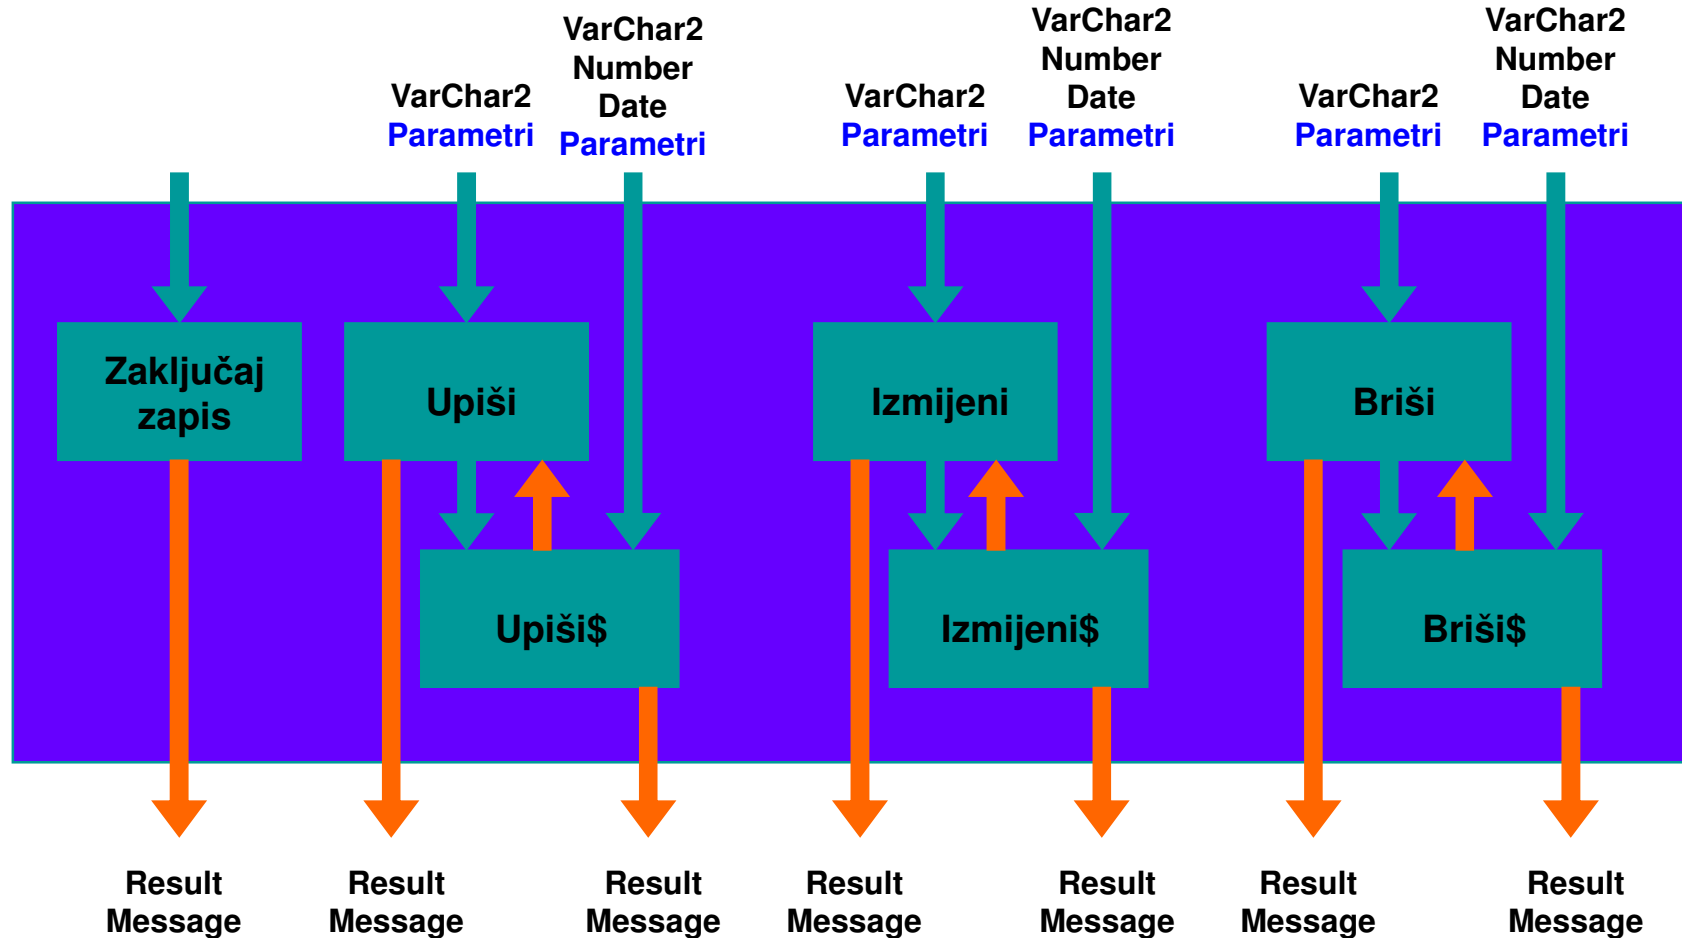 VarChar2
Parametri
VarChar2
Number
Date
Parametri
VarChar2
Parametri
VarChar2
Number
Date
Parametri
VarChar2
Parametri
VarChar2
Number
Date
Parametri
Zaključaj
zapis
Upiši
Izmijeni
Briši
Upiši$
Izmijeni$
Briši$
Result
Message
Result
Message
Result
Message
Result
Message
Result
Message
Result
Message
Result
Message